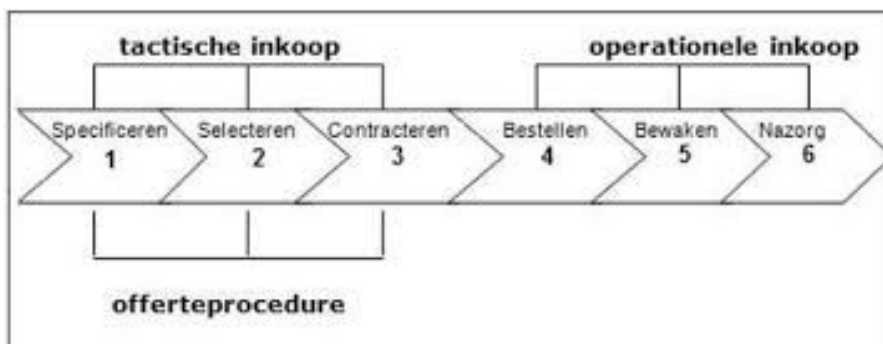 tactische inkoop operationele inkoop
Specificeren Selecteren Contracteren Bestellen Bewaken Nazorg
1 2 3 4 5 6
offerteprocedure